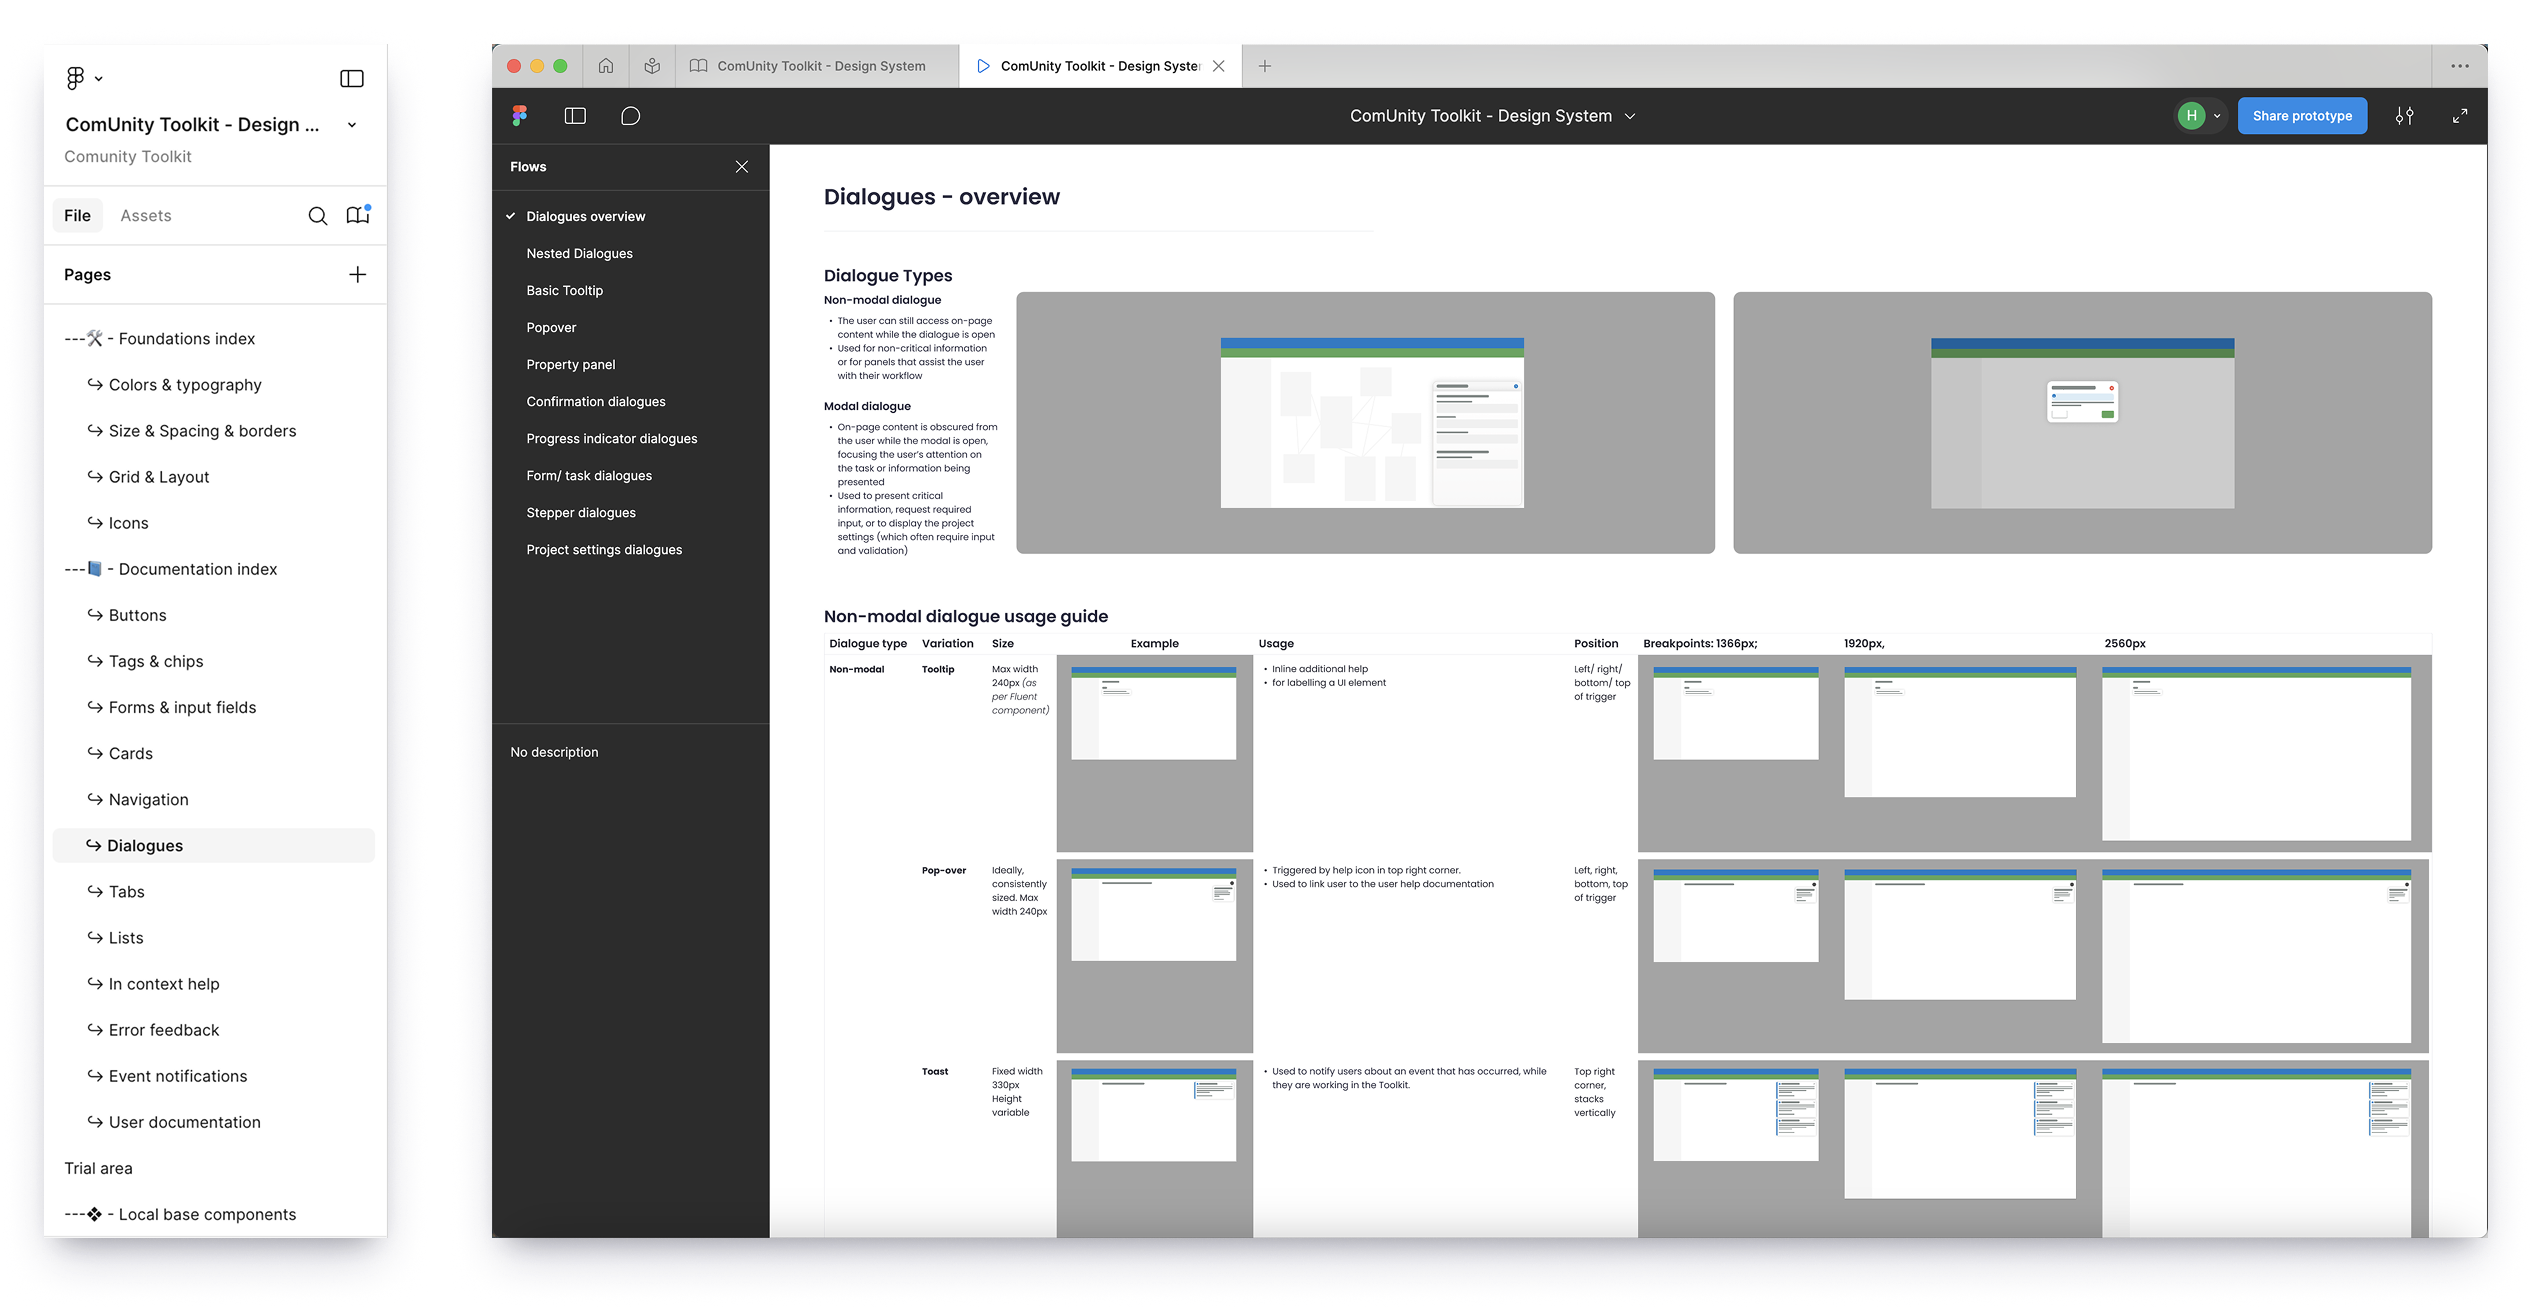 ComUnity Toolkit - Design ...
Comunity Toolkit
File
Assets
Pages
---🛠 - Foundations index
↪ Colors & typography
↪ Size & Spacing & borders
↪ Grid & Layout
↪ Icons
---📘 - Documentation index
↪ Buttons
↪ Tags & chips
↪ Forms & input fields
↪ Cards
↪ Navigation
↪ Dialogues
↪ Tabs
↪ Lists
↪ In context help
↪ Error feedback
↪ Event notifications
↪ User documentation
Trial area
---❖ - Local base components
ComUnity Toolkit - Design System
ComUnity Toolkit - Design Syste
ComUnity Toolkit - Design System
H
Share prototype
Flows
Dialogues overview
Nested Dialogues
Basic Tooltip
Popover
Property panel
Confirmation dialogues
Progress indicator dialogues
Form/ task dialogues
Stepper dialogues
Project settings dialogues
No description
Dialogues - overview
Dialogue Types
Non-modal dialogue
• The user can still access on-page
content while the dialogue is open
• Used for non-critical information
or for panels that assist the user
with their workflow
Modal dialogue
• On-page content is obscured from
the user while the modal is open,
focusing the user's attention on
the task or information being
presented
• Used to present critical
information, request required
input, or to display the project
settings (which often require input
and validation)
Non-modal dialogue usage guide
Dialogue type Variation Size Example Usage Position Breakpoints: 1366px; 1920px, 2560px
Non-modal
Tooltip
Max width
240px (as
per Fluent
component)
• Inline additional help
• for labelling a UI element
Left/ right/
bottom/ top
of trigger
Pop-over
Ideally,
consistently
sized. Max
width 240px
• Triggered by help icon in top right corner.
• Used to link user to the user help documentation
Left, right,
bottom, top
of trigger
Toast
Fixed width
330px
Height
variable
• Used to notify users about an event that has occurred, while
they are working in the Toolkit.
Top right
corner,
stacks
vertically